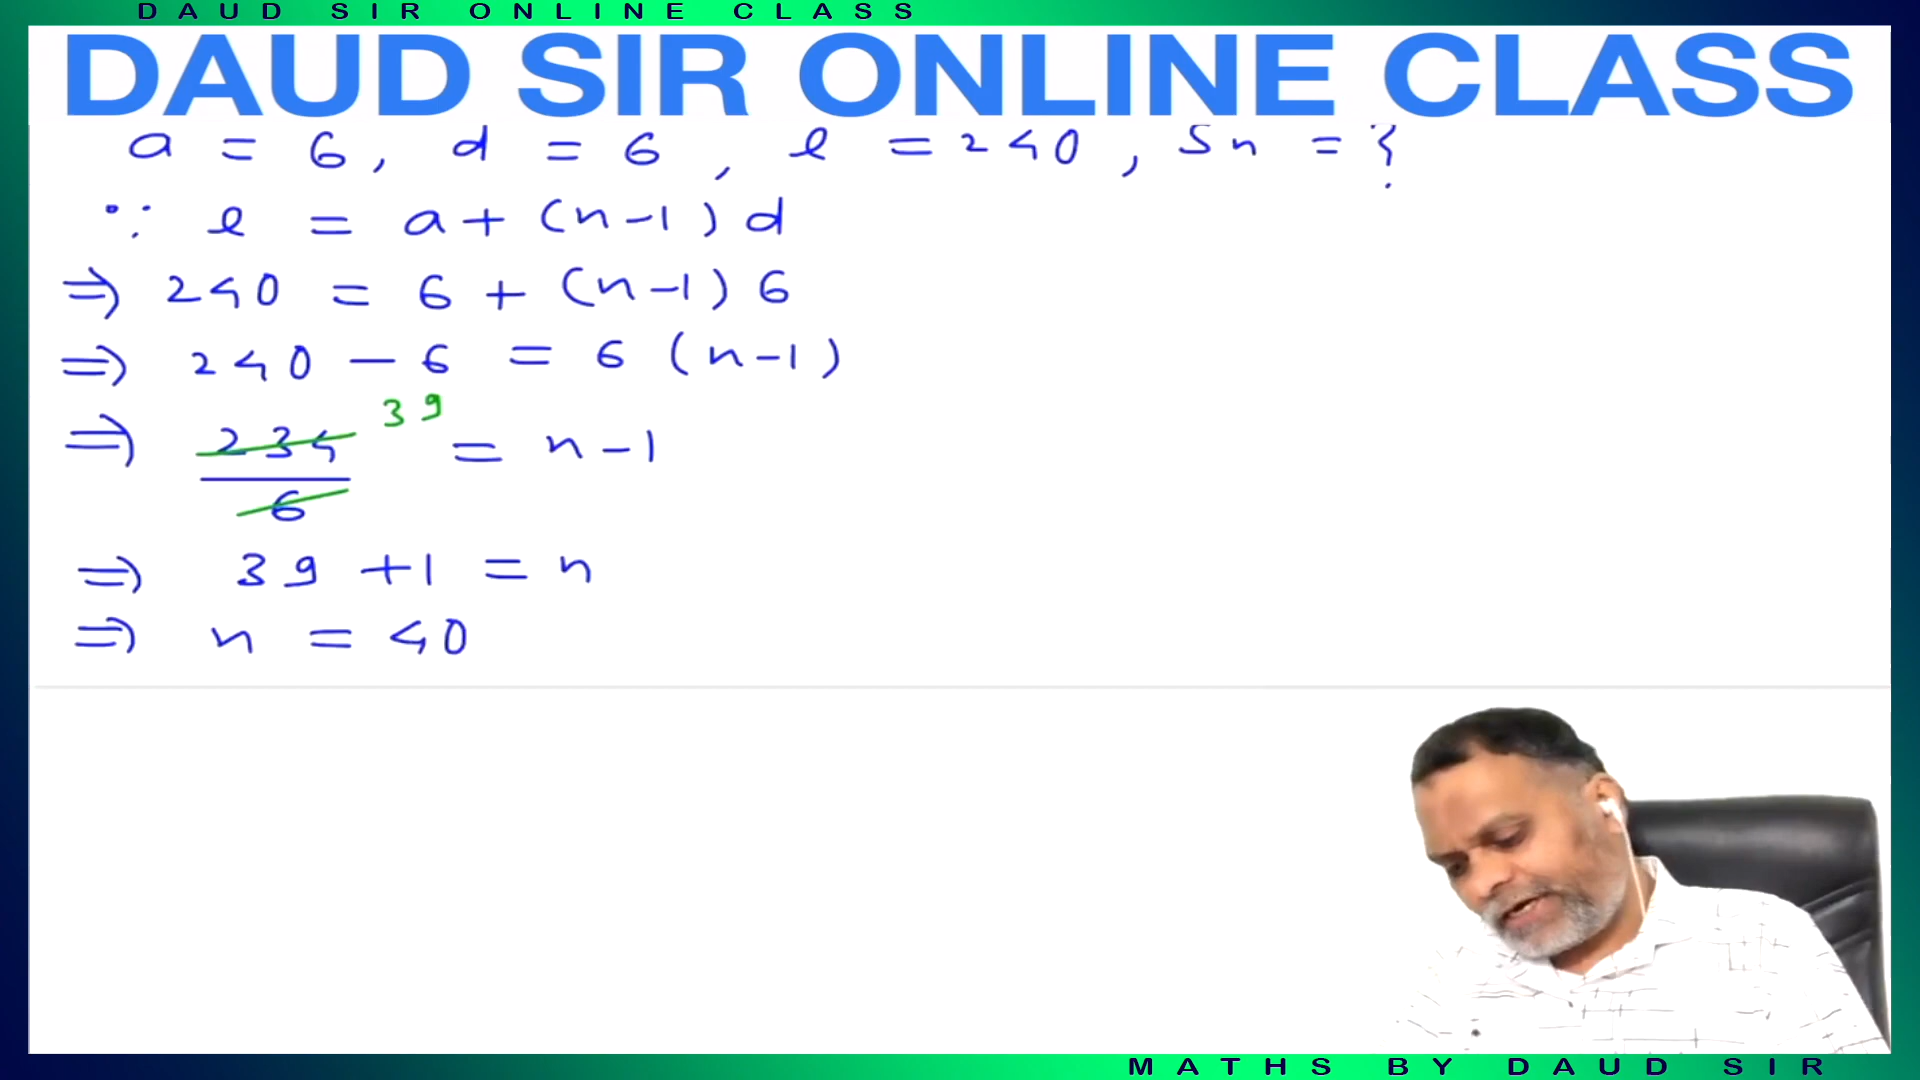 DAUD SIR ONLINE CLASS
DAUD SIR ONLINE CLASS
a = 6, d = 6, l = 240, Sn = ?
∵ l = a + (n-1) d
⇒ 240 = 6 + (n-1) 6
⇒ 240 - 6 = 6 (n-1)
⇒ 234/6 39 = n-1
⇒ 39 + 1 = n
⇒ n = 40
MATHS BY DAUD SIR